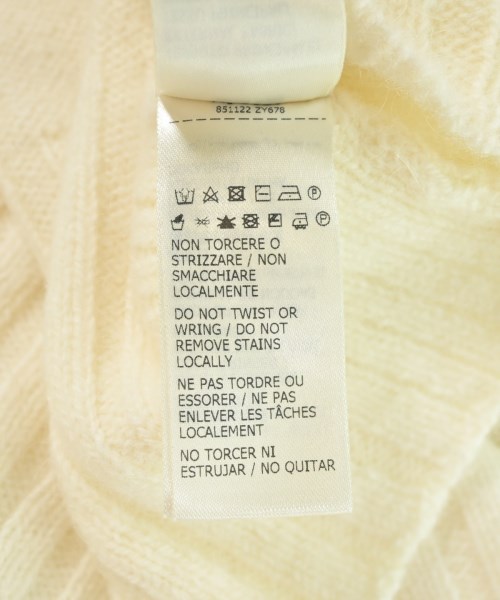 851122 ZY676
NON TORCERE O
STRIZZARE / NON
SMACCHIARE
LOCALMENTE
DO NOT TWIST OR
WRING / DO NOT
REMOVE STAINS
LOCALLY
NE PAS TORDRE OU
ESSORER / NE PAS
ENLEVER LES TÂCHES
LOCALEMENT
NO TORCER NI
ESTRUJAR / NO QUITAR